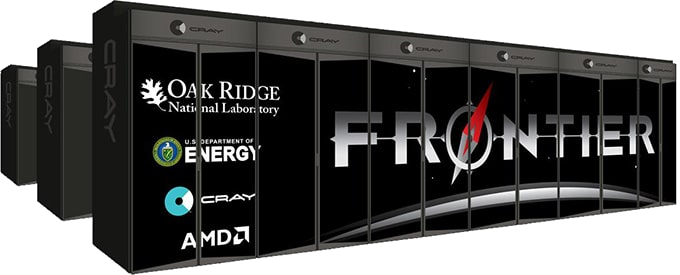 CRAY
CRAY
CRAY
CRAY
CRAY
CRAY
CRAY
CRAY
CRAY
OAK RIDGE
National Laboratory
U.S. DEPARTMENT OF
ENERGY
CRAY
AMD
FRONTIER